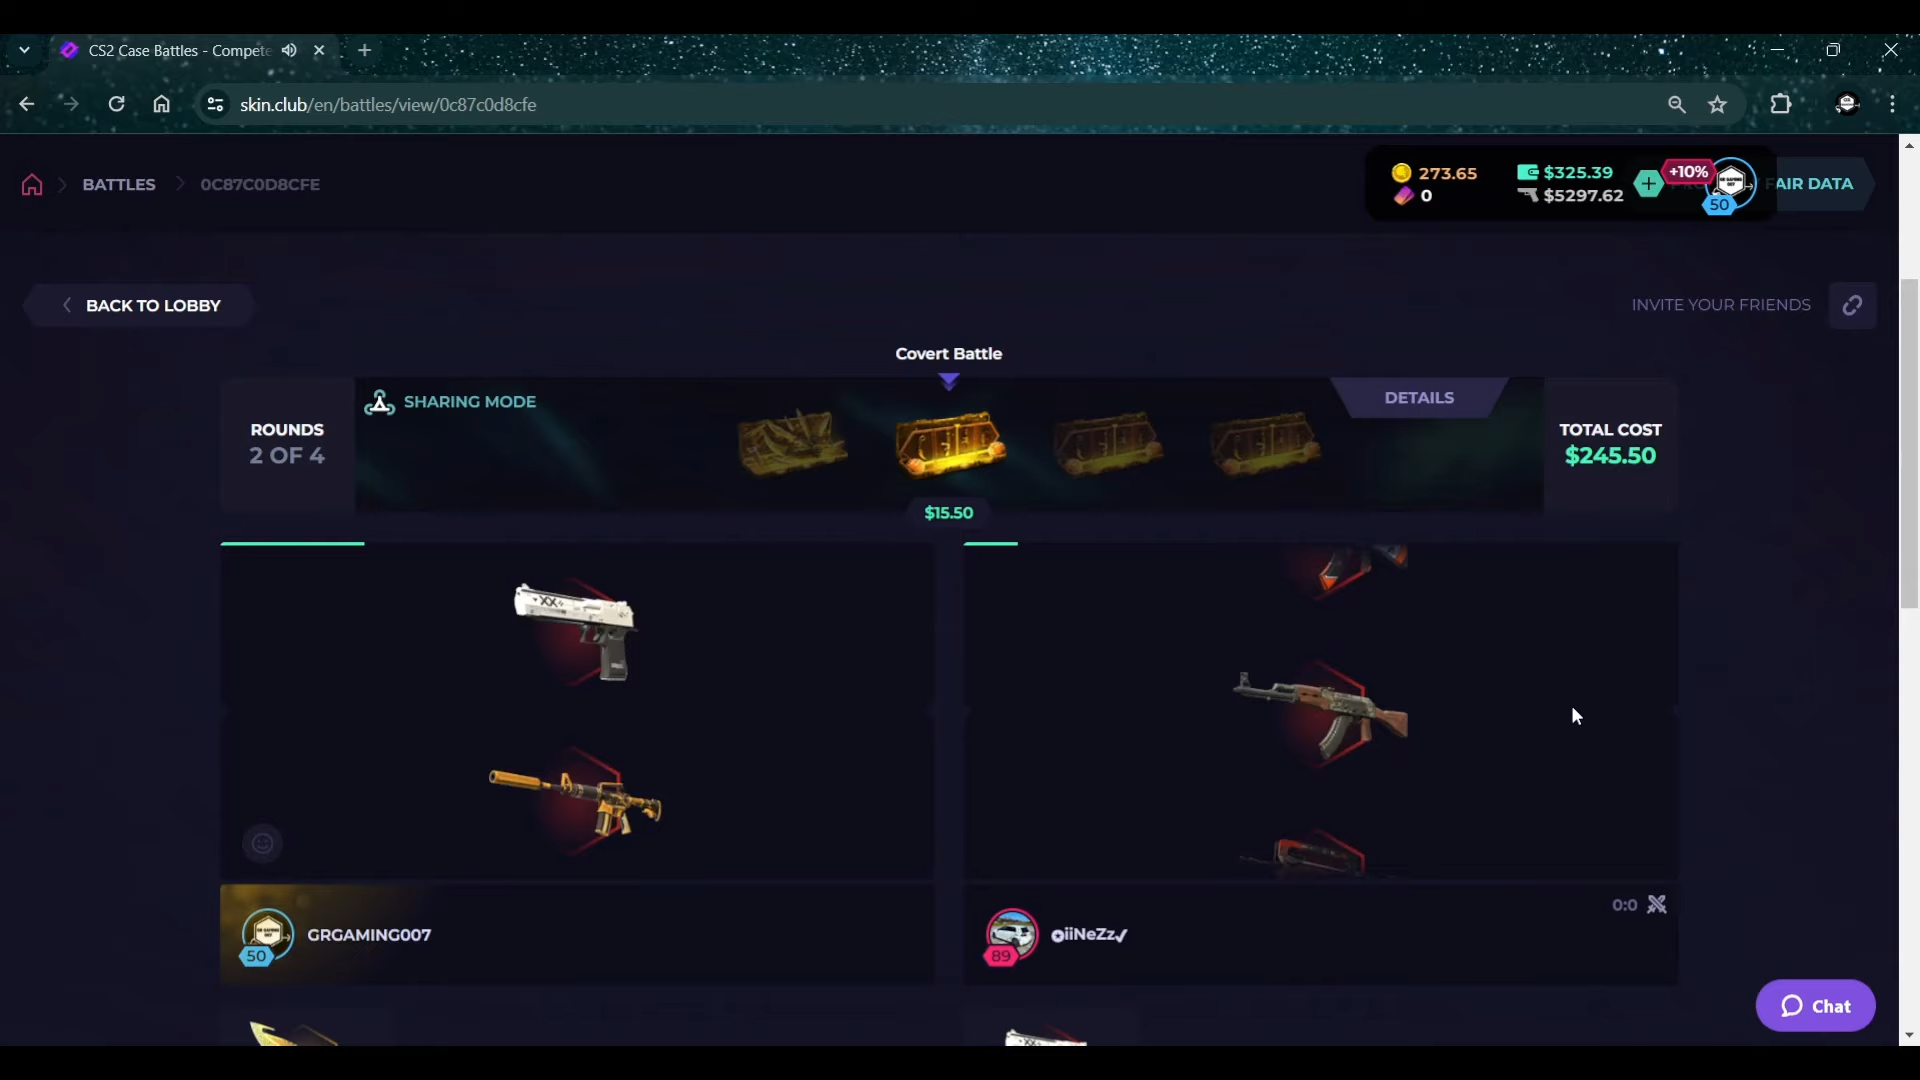 CS2 Case Battles - Compete
skin.club/en/battles/view/0c87c0d8cfe
BATTLES
0C87C0D8CFE
273.65
0
$325.39
$5297.62
+10%
50
FAIR DATA
BACK TO LOBBY
INVITE YOUR FRIENDS
Covert Battle
ROUNDS
2 OF 4
SHARING MODE
DETAILS
TOTAL COST
$245.50
$15.50
50
GRGAMING007
89
oiiNeZz✓
0:0
Chat